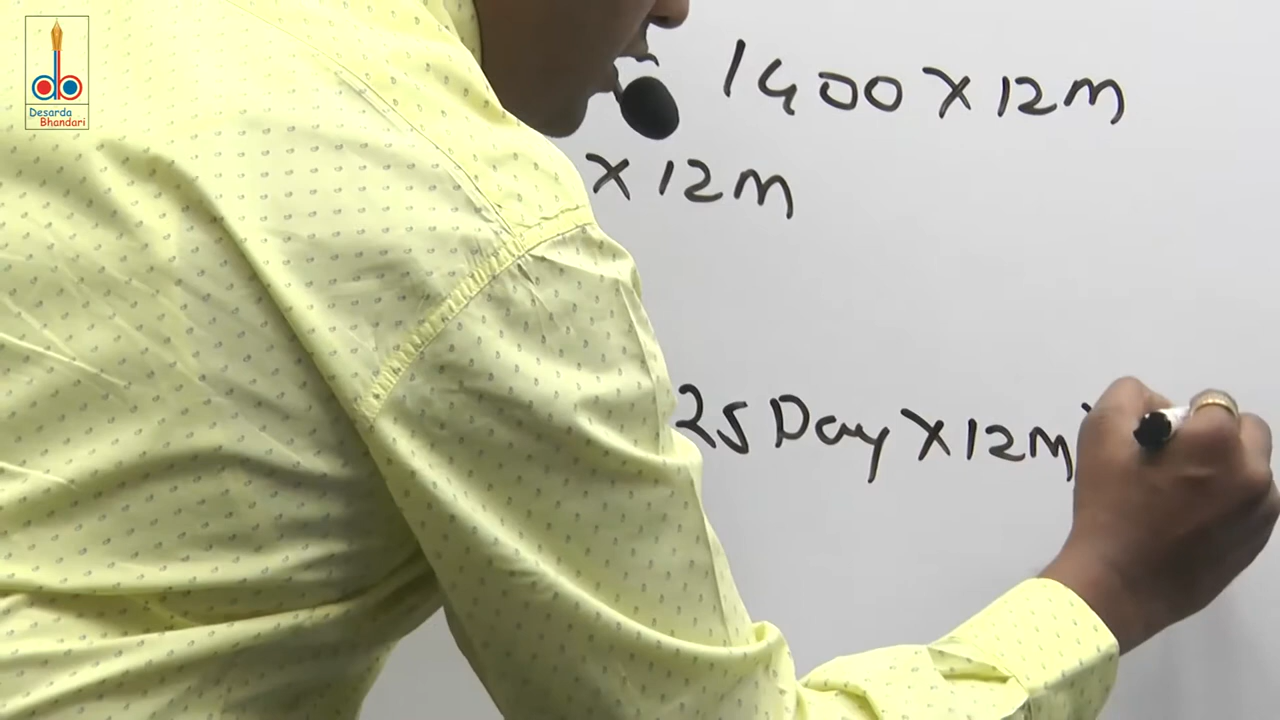 Desarda
Bhandari
1400 X 12m
X 12m
25 Day X 12m